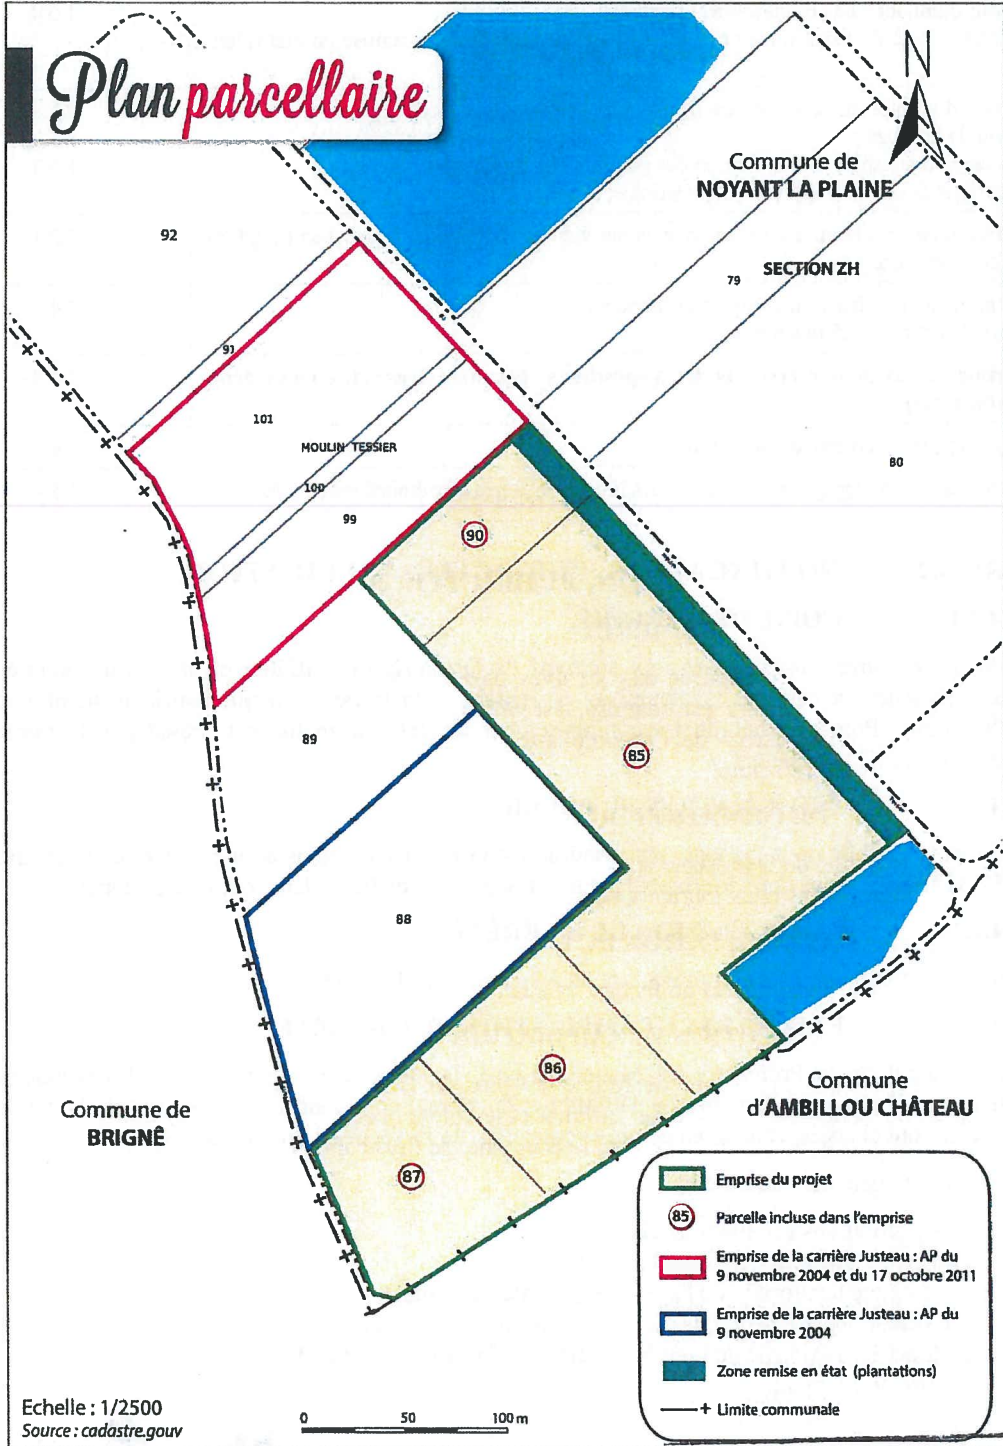 Plan parcellaire
N
Commune de
NOYANT LA PLAINE
92
SECTION ZH
79
91
101
MOULIN TESSIER
80
100
99
90
89
85
88
86
Commune
d'AMBILLOU CHÂTEAU
Commune de
BRIGNÊ
87
Emprise du projet
85 Parcelle incluse dans l'emprise
Emprise de la carrière Justeau : AP du
9 novembre 2004 et du 17 octobre 2011
Emprise de la carrière Justeau : AP du
9 novembre 2004
Zone remise en état (plantations)
Limite communale
Echelle : 1/2500
Source : cadastre.gouv
0 50 100 m